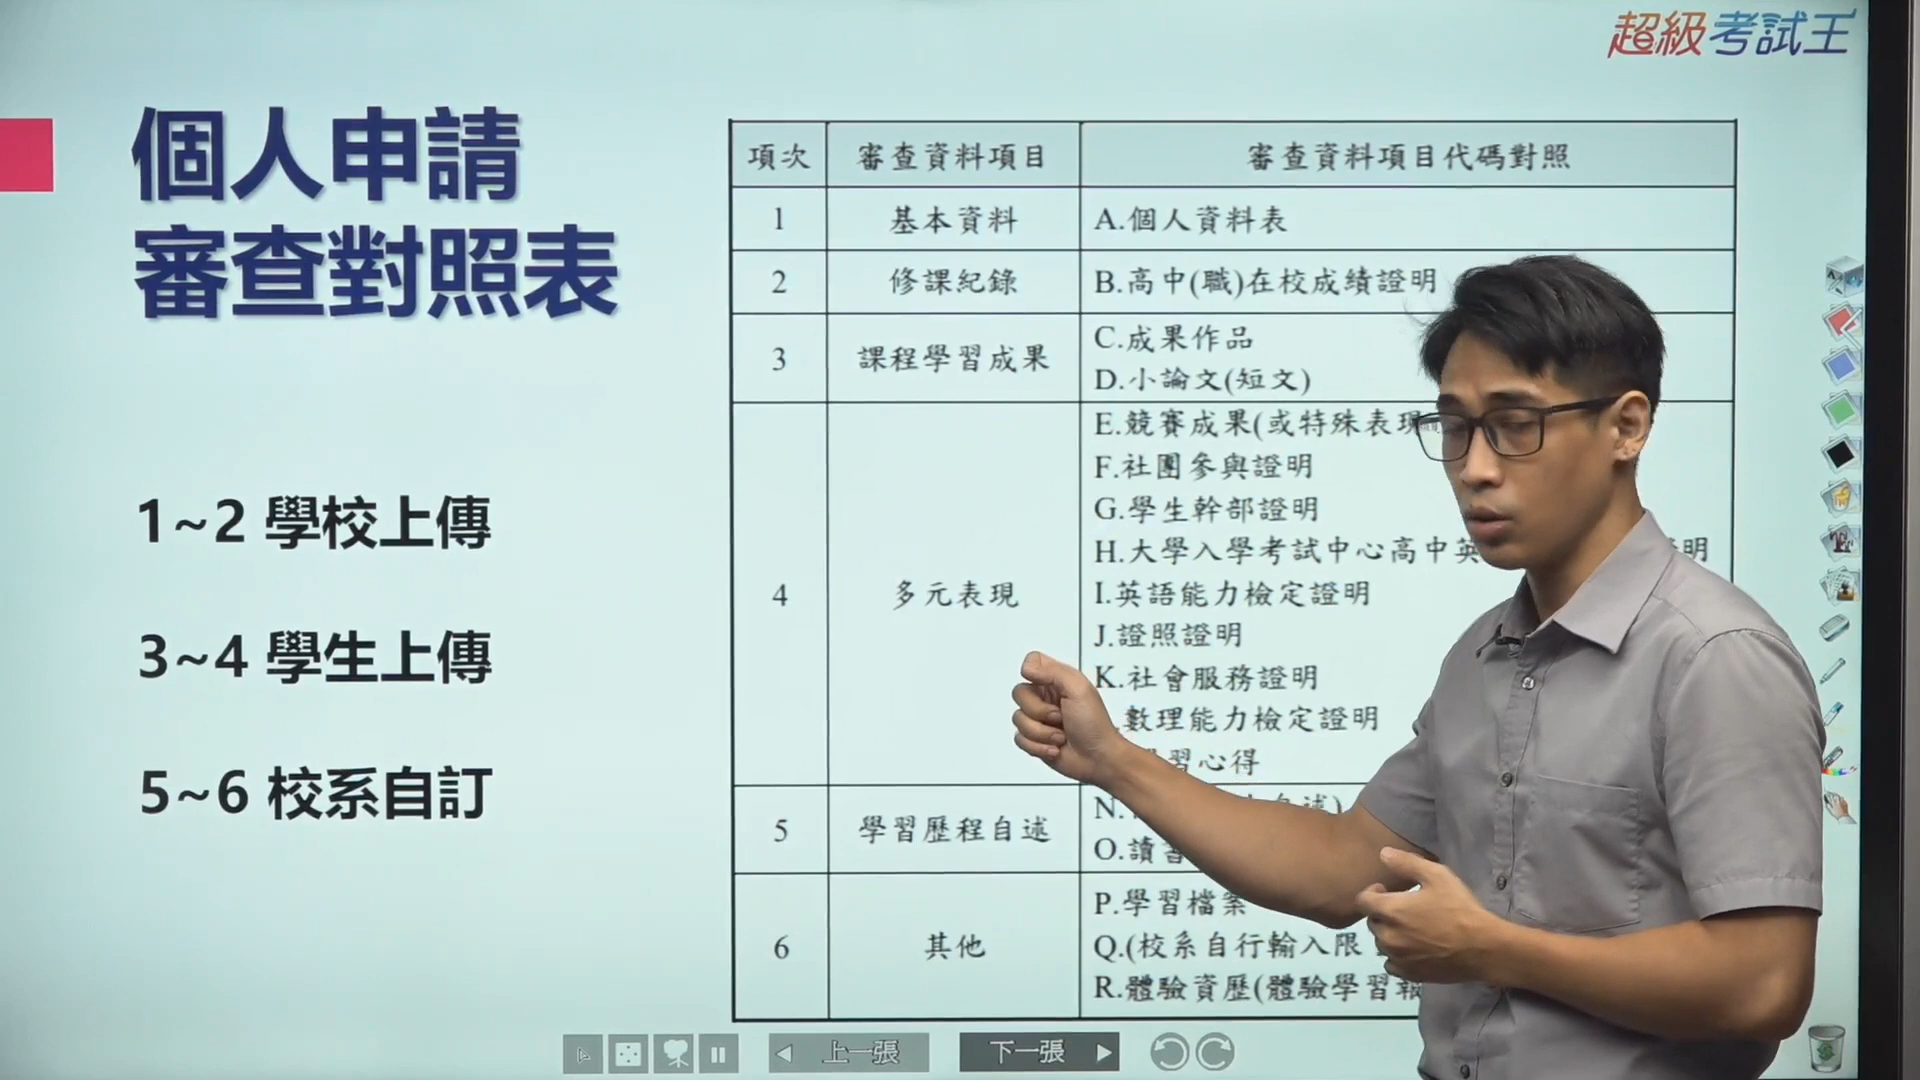 超級考試王
個人申請
審查對照表
1~2 學校上傳
3~4 學生上傳
5~6 校系自訂
項次 審查資料項目 審查資料項目代碼對照
1 基本資料 A.個人資料表
2 修課紀錄 B.高中(職)在校成績證明
3 課程學習成果 C.成果作品
D.小論文(短文)
4 多元表現 E.競賽成果(或特殊表現
F.社團參與證明
G.學生幹部證明
H.大學入學考試中心高中英 明
I.英語能力檢定證明
J.證照證明
K.社會服務證明
數理能力檢定證明
習心得
5 學習歷程自述 N.
O.讀書
6 其他 P.學習檔案
Q.(校系自行輸入限
R.體驗資歷(體驗學習報
上一張 下一張